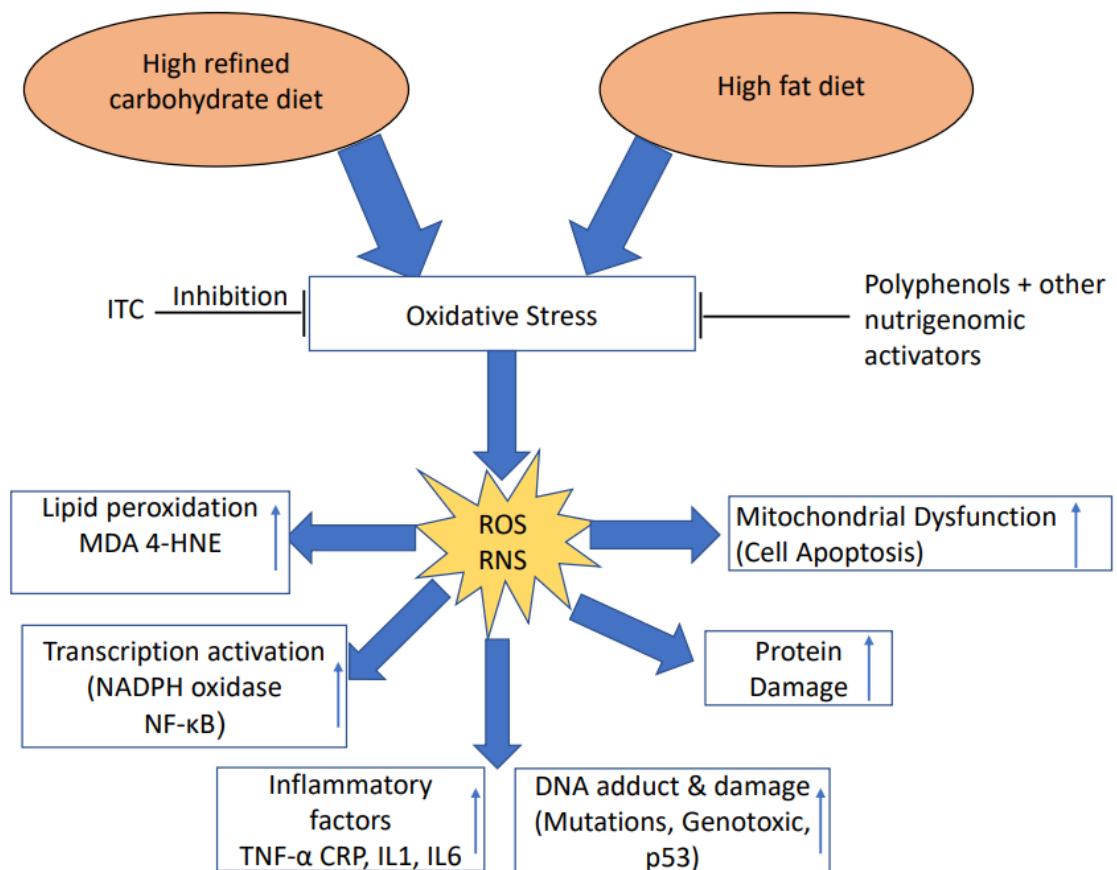 High refined
carbohydrate diet
High fat diet
ITC
Inhibition
Oxidative Stress
Polyphenols + other
nutrigenomic
activators
ROS
RNS
Lipid peroxidation
MDA 4-HNE
Mitochondrial Dysfunction
(Cell Apoptosis)
Transcription activation
(NADPH oxidase
NF-κB)
Protein
Damage
Inflammatory
factors
TNF-α CRP, IL1, IL6
DNA adduct & damage
(Mutations, Genotoxic,
p53)